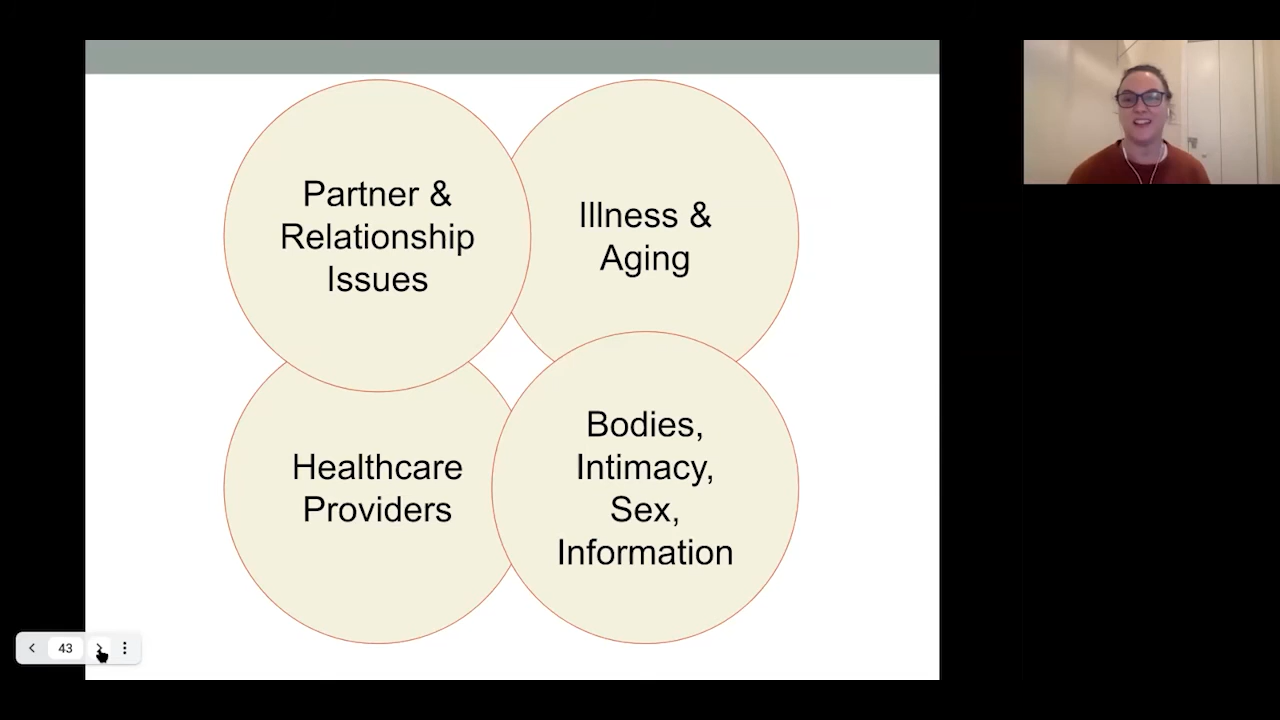 Partner &
Relationship
Issues
Illness &
Aging
Healthcare
Providers
Bodies,
Intimacy,
Sex,
Information
43